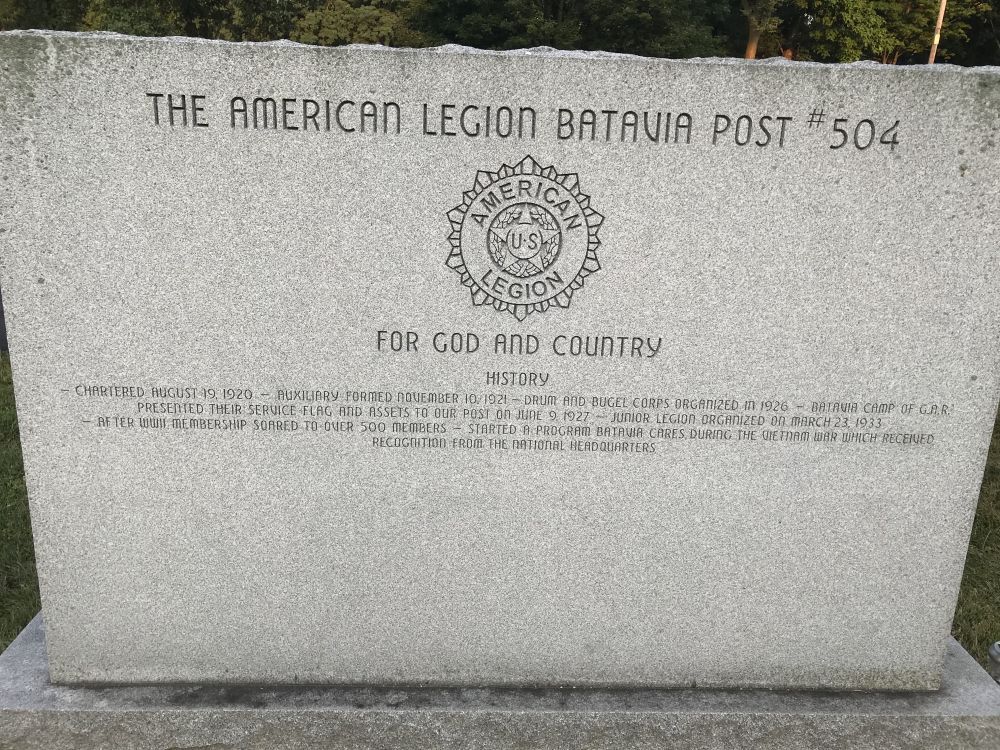 THE AMERICAN LEGION BATAVIA POST #504
AMERICAN
U·S
LEGION
FOR GOD AND COUNTRY
HISTORY
– CHARTERED AUGUST 19, 1920 – AUXILIARY FORMED NOVEMBER 10, 1921 – DRUM AND BUGEL CORPS ORGANIZED IN 1926 – BATAVIA CAMP OF G.A.R.
PRESENTED THEIR SERVICE FLAG AND ASSETS TO OUR POST ON JUNE 9, 1927 – JUNIOR LEGION ORGANIZED ON MARCH 23, 1933
– AFTER WWII MEMBERSHIP SOARED TO OVER 500 MEMBERS – STARTED A PROGRAM BATAVIA CARES DURING THE VIETNAM WAR WHICH RECEIVED
RECOGNITION FROM THE NATIONAL HEADQUARTERS